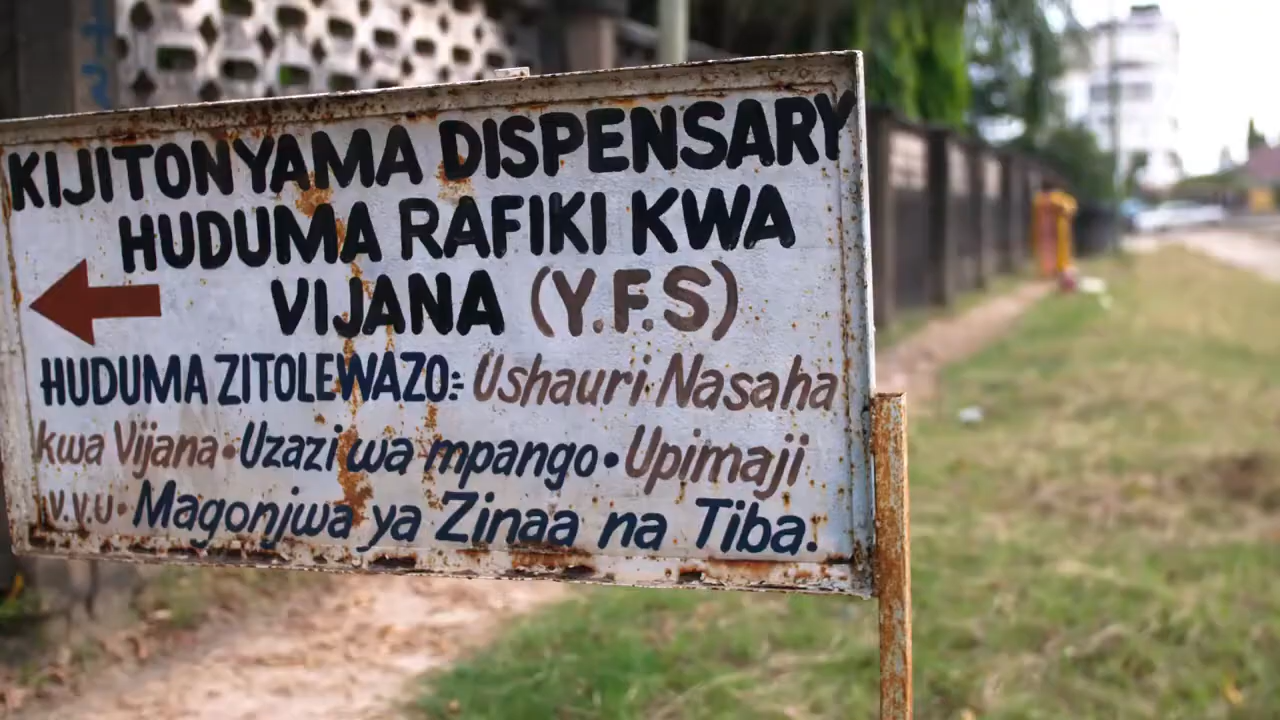 KIJITONYAMA DISPENSARY
HUDUMA RAFIKI KWA
VIJANA (Y.F.S)
HUDUMA ZITOLEWAZO:- Ushauri Nasaha
kwa Vijana • Uzazi wa mpango • Upimaji
V.V.U • Magonjwa ya Zinaa na Tiba.